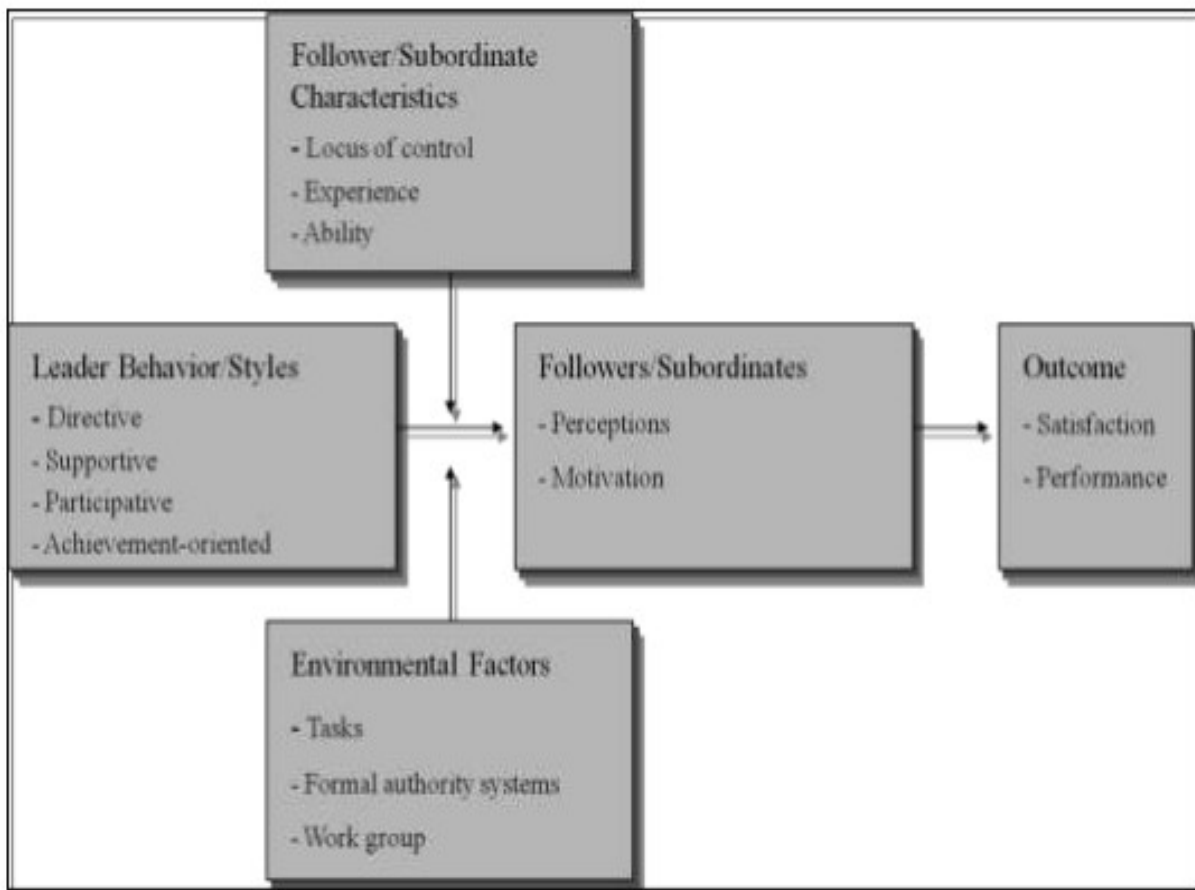 Follower/Subordinate
Characteristics
- Locus of control
- Experience
- Ability
Leader Behavior/Styles
- Directive
- Supportive
- Participative
- Achievement-oriented
Followers/Subordinates
- Perceptions
- Motivation
Outcome
- Satisfaction
- Performance
Environmental Factors
- Tasks
- Formal authority systems
- Work group